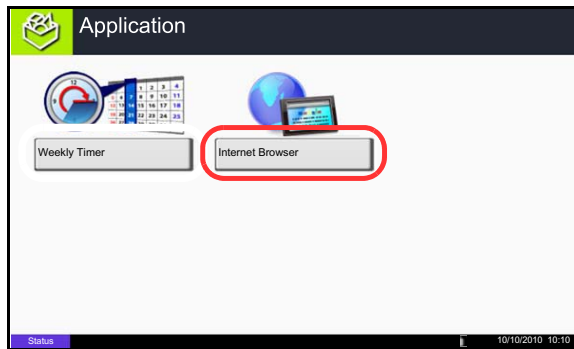 Application
Weekly Timer
Internet Browser
Status
10/10/2010 10:10